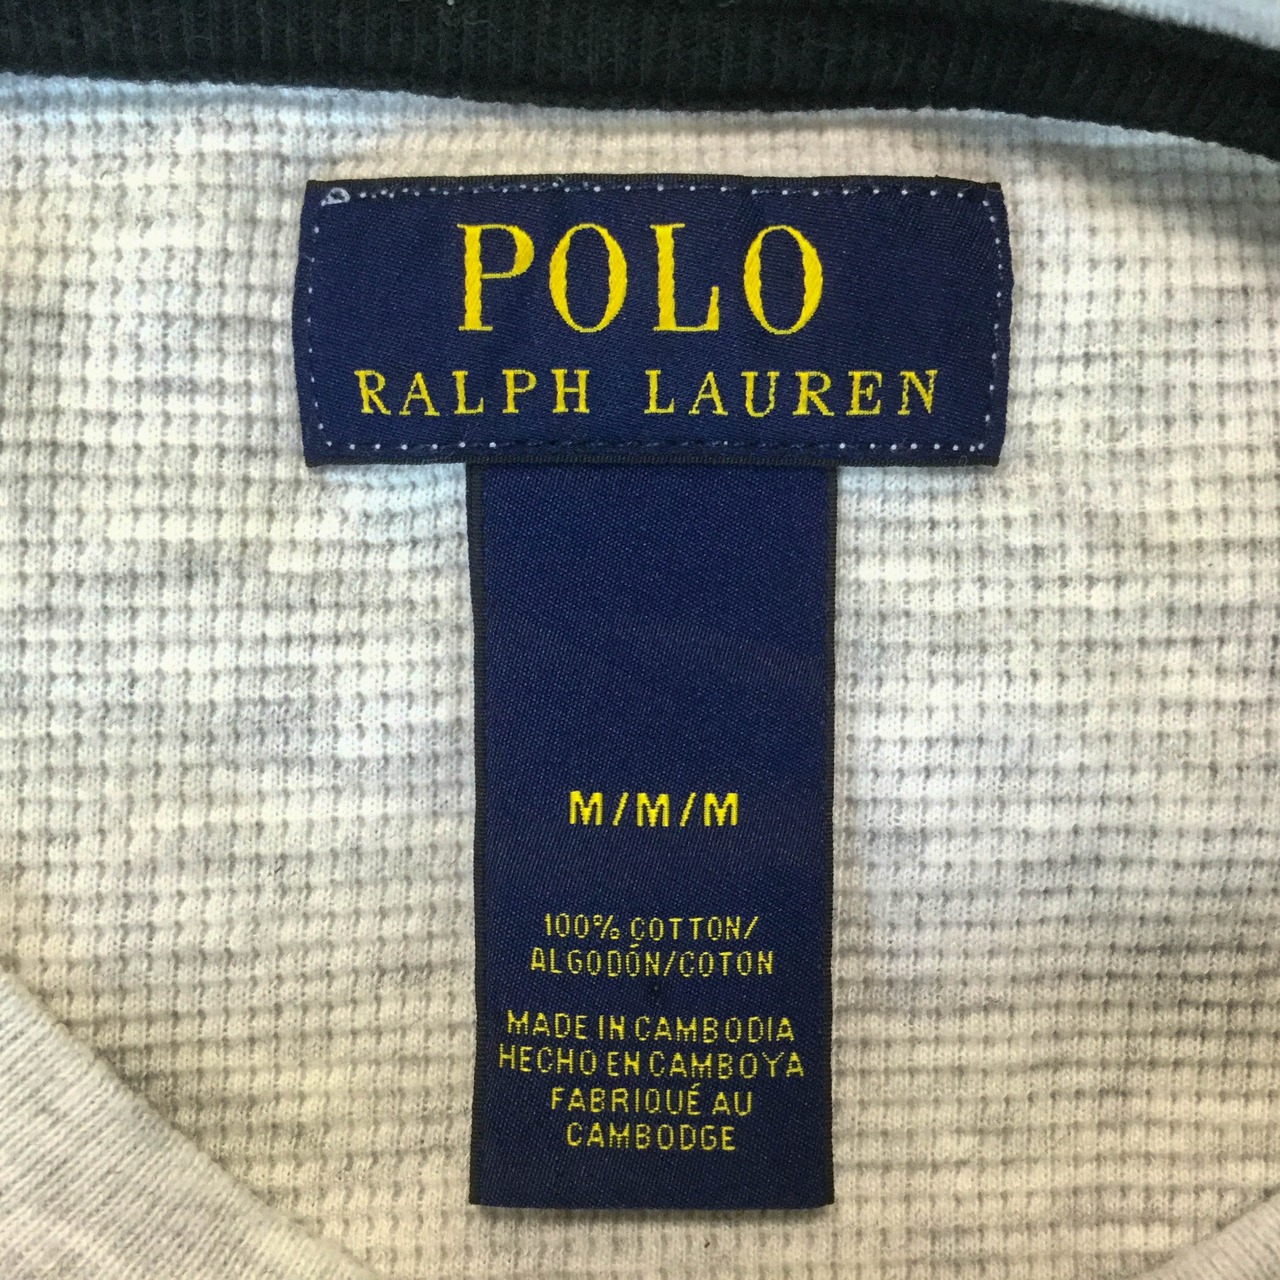 POLO
RALPH LAUREN
M/M/M
100% COTTON/
ALGODÓN/COTON
MADE IN CAMBODIA
HECHO EN CAMBOYA
FABRIQUÉ AU
CAMBODGE